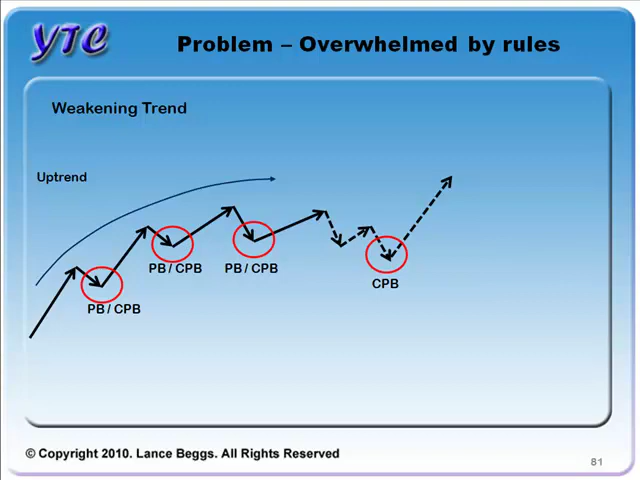 YTC
Problem – Overwhelmed by rules
Weakening Trend
Uptrend
PB / CPB
PB / CPB
CPB
PB / CPB
© Copyright 2010. Lance Beggs. All Rights Reserved
81